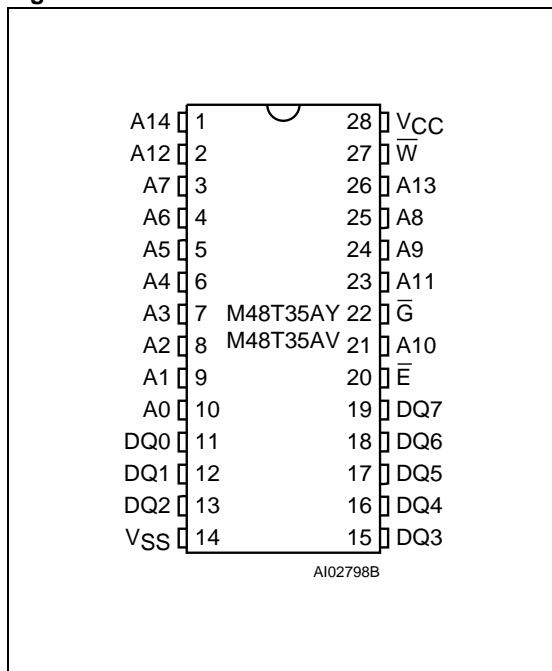 A14 1 28 VCC
A12 2 27 W̅
A7 3 26 A13
A6 4 25 A8
A5 5 24 A9
A4 6 23 A11
A3 7 M48T35AY 22 G̅
A2 8 M48T35AV 21 A10
A1 9 20 E̅
A0 10 19 DQ7
DQ0 11 18 DQ6
DQ1 12 17 DQ5
DQ2 13 16 DQ4
VSS 14 15 DQ3
AI02798B